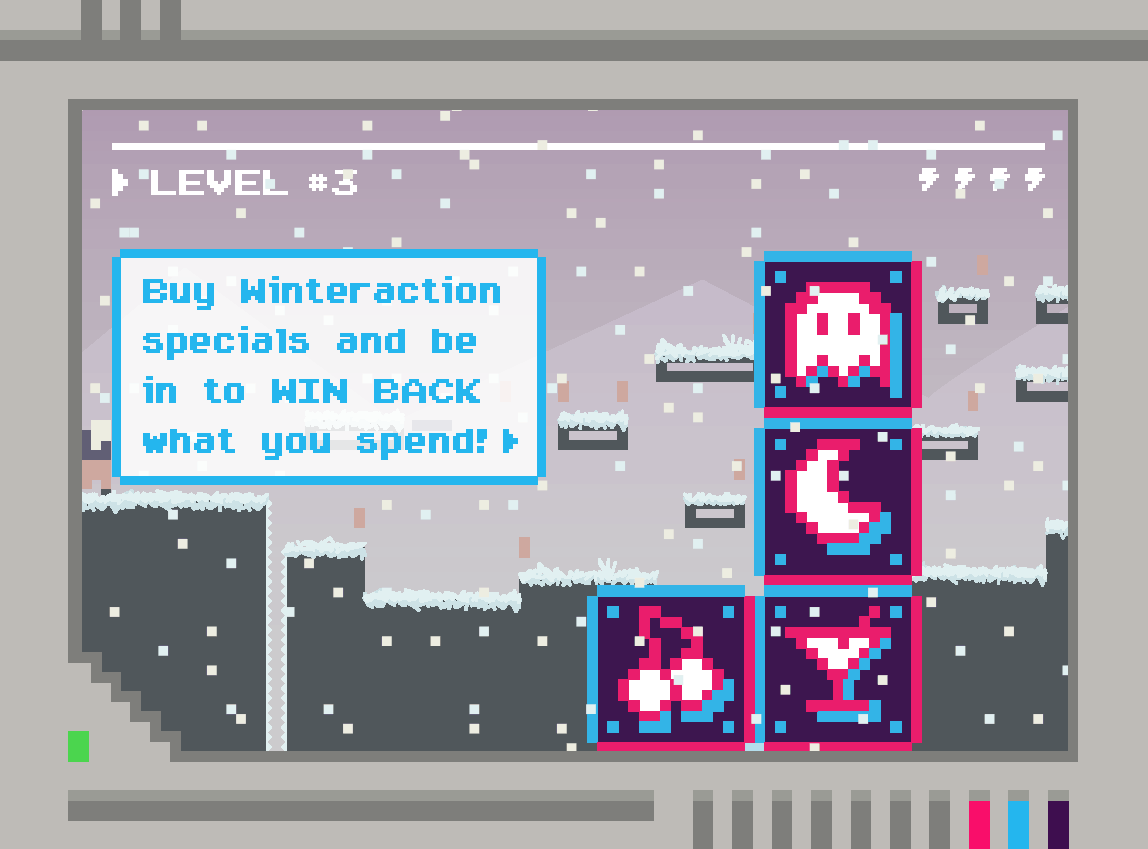 LEVEL #3
Buy Winteraction
specials and be
in to WIN BACK
what you spend!